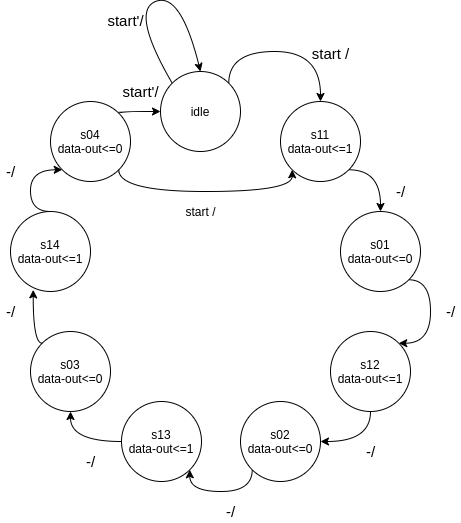 start'/
start /
start'/
idle
s04
data-out<=0
s11
data-out<=1
-/
-/
start /
s14
data-out<=1
s01
data-out<=0
-/
-/
s03
data-out<=0
s12
data-out<=1
s13
data-out<=1
s02
data-out<=0
-/
-/
-/